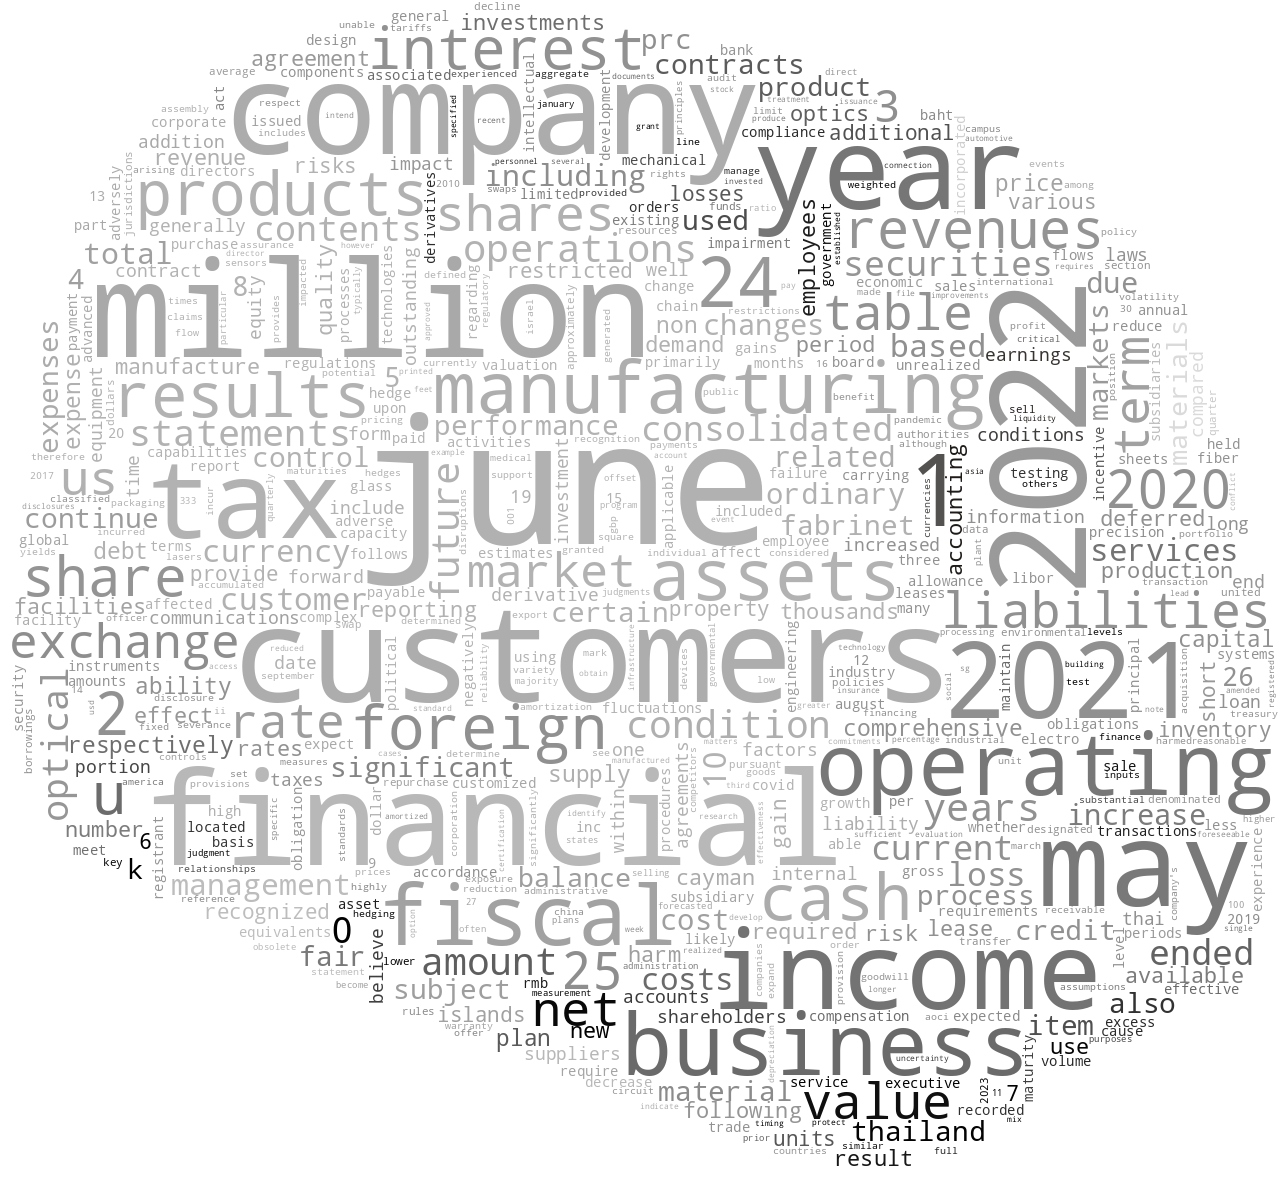 decline
general
unable
tariffs
investments
design
interest
prc
bank
agreement
contracts
average
components
associated
experienced
aggregate
documents
audit
stock
direct
product
company
year
assembly
corporate
act
respect
issued
includes
intend
specified
recent
january
intellectual
development
grant
principles
line
treatment
issuance
limit
produce
optics
3
baht
campus
automotive
compliance
additional
incorporated
addition
revenue
directors
arising
risks
impact
personnel
several
mechanical
rights
manage
invested
connection
weighted
events
among
price
various
13
part
adversely
jurisdictions
products
2010
swaps
including
limited
provided
losses
orders
funds
ratio
used
existing
resources
shares
employees
government
established
revenues
policy
generally
contents
derivatives
operations
impairment
total
purchase
assurance
however
director
sensors
securities
flows
laws
requires
section
4
contract
8
equity
quality
processes
typically
impacted
technologies
outstanding
defined
approved
regarding
regulatory
restricted
well
change
24
pay
economic
sales
international
made
file
improvements
due
million
times
claims
flow
particular
provides
israel
approximately
generated
chain
restrictions
non
changes
table
volatility
30
annual
2022
profit
critical
reduce
markets
payment
advanced
expenses
expense
equipment
dollars
manufacture
regulations
currently
potential
printed
valuation
demand
gains
primarily
months
period
16
board
based
unrealized
earnings
term
subsidiaries
materials
compared
quarter
position
results
hedge
5
feet
upon
pricing
manufacturing
public
benefit
sell
liquidity
conditions
incentive
20
statements
form
paid
performance
consolidated
pandemic
authorities
although
held
sheets
fiber
therefore
capabilities
report
control
maturities
activities
example
recognition
payments
account
related
1
accounting
asia
testing
others
us
2017
time
tax
june
hedges
medical
support
investment
offset
failure
carrying
classified
disclosures
packaging
333
incur
quarterly
include
glass
future
19
001
15
program
applicable
included
ordinary
currencies
2020
conflict
continue
incurred
adverse
capacity
disruptions
gbp
square
event
fabrinet
information
deferred
long
global
yields
debt
terms
lasers
currency
follows
estimates
granted
individual
affect
employee
considered
increased
three
data
plant
precision
portfolio
services
share
provide
accumulated
forward
payable
market
derivative
judgments
assets
allowance
leases
many
libor
production
transaction
end
lead
united
facilities
facility
affected
officer
customer
communications
complex
reporting
determined
export
certain
property
thousands
liabilities
exchange
access
reduced
swap
customers
political
negatively
reliability
using
variety
majority
mark
obtain
infrastructure
devices
governmental
low
engineering
technology
12
industry
policies
insurance
processing
environmental
levels
capital
systems
instruments
amounts
date
september
social
sg
2021
maintain
building
test
principal
acquisition
security
borrowings
optical
14
usd
ability
disclosure
2
effect
ii
fixed
severance
rate
standard
foreign
amortization
fluctuations
condition
greater
august
financing
comprehensive
note
short
26
loan
amended
treasury
registered
respectively
controls
rates
expect
measures
cases
determine
manufactured
see
one
matters
factors
commitments
percentage
industrial
electro
obligations
finance
inventory
harmed
reasonable
portion
america
u
provisions
set
taxes
significant
repurchase
customized
supply
pursuant
goods
third
covid
operating
unit
sale
inputs
number
6
high
located
basis
specific
obligation
standards
dollar
financial
amortized
corporation
certification
identify
inc
states
significantly
within
procedures
agreements
competitors
10
research
effectiveness
gain
growth
per
liability
years
increase
substantial
denominated
less
higher
meet
key
k
judgment
relationships
registrant
able
sufficient
evaluation
whether
designated
transactions
foreseeable
management
reference
highly
9
prices
accordance
exposure
reduction
administrative
balance
selling
cayman
internal
current
gross
march
loss
may
company's
100
experience
recognized
equivalents
obsolete
0
asset
hedging
option
fiscal
27
often
china
plans
week
subsidiary
forecasted
develop
cost
cash
process
requirements
receivable
thai
2019
single
periods
fair
statement
become
believe
lower
amount
25
harm
administration
likely
realized
required
order
risk
lease
transfer
credit
level
ended
subject
rmb
measurement
costs
companies
expand
income
provision
goodwill
longer
assumptions
available
effective
rules
islands
warranty
offer
net
new
accounts
shareholders
compensation
aoci
expected
item
also
excess
cause
purposes
plan
suppliers
require
decrease
circuit
business
depreciation
uncertainty
maturity
use
volume
indicate
material
following
service
executive
value
2023
11
7
recorded
mix
trade
prior
timing
protect
units
countries
similar
thailand
full
result